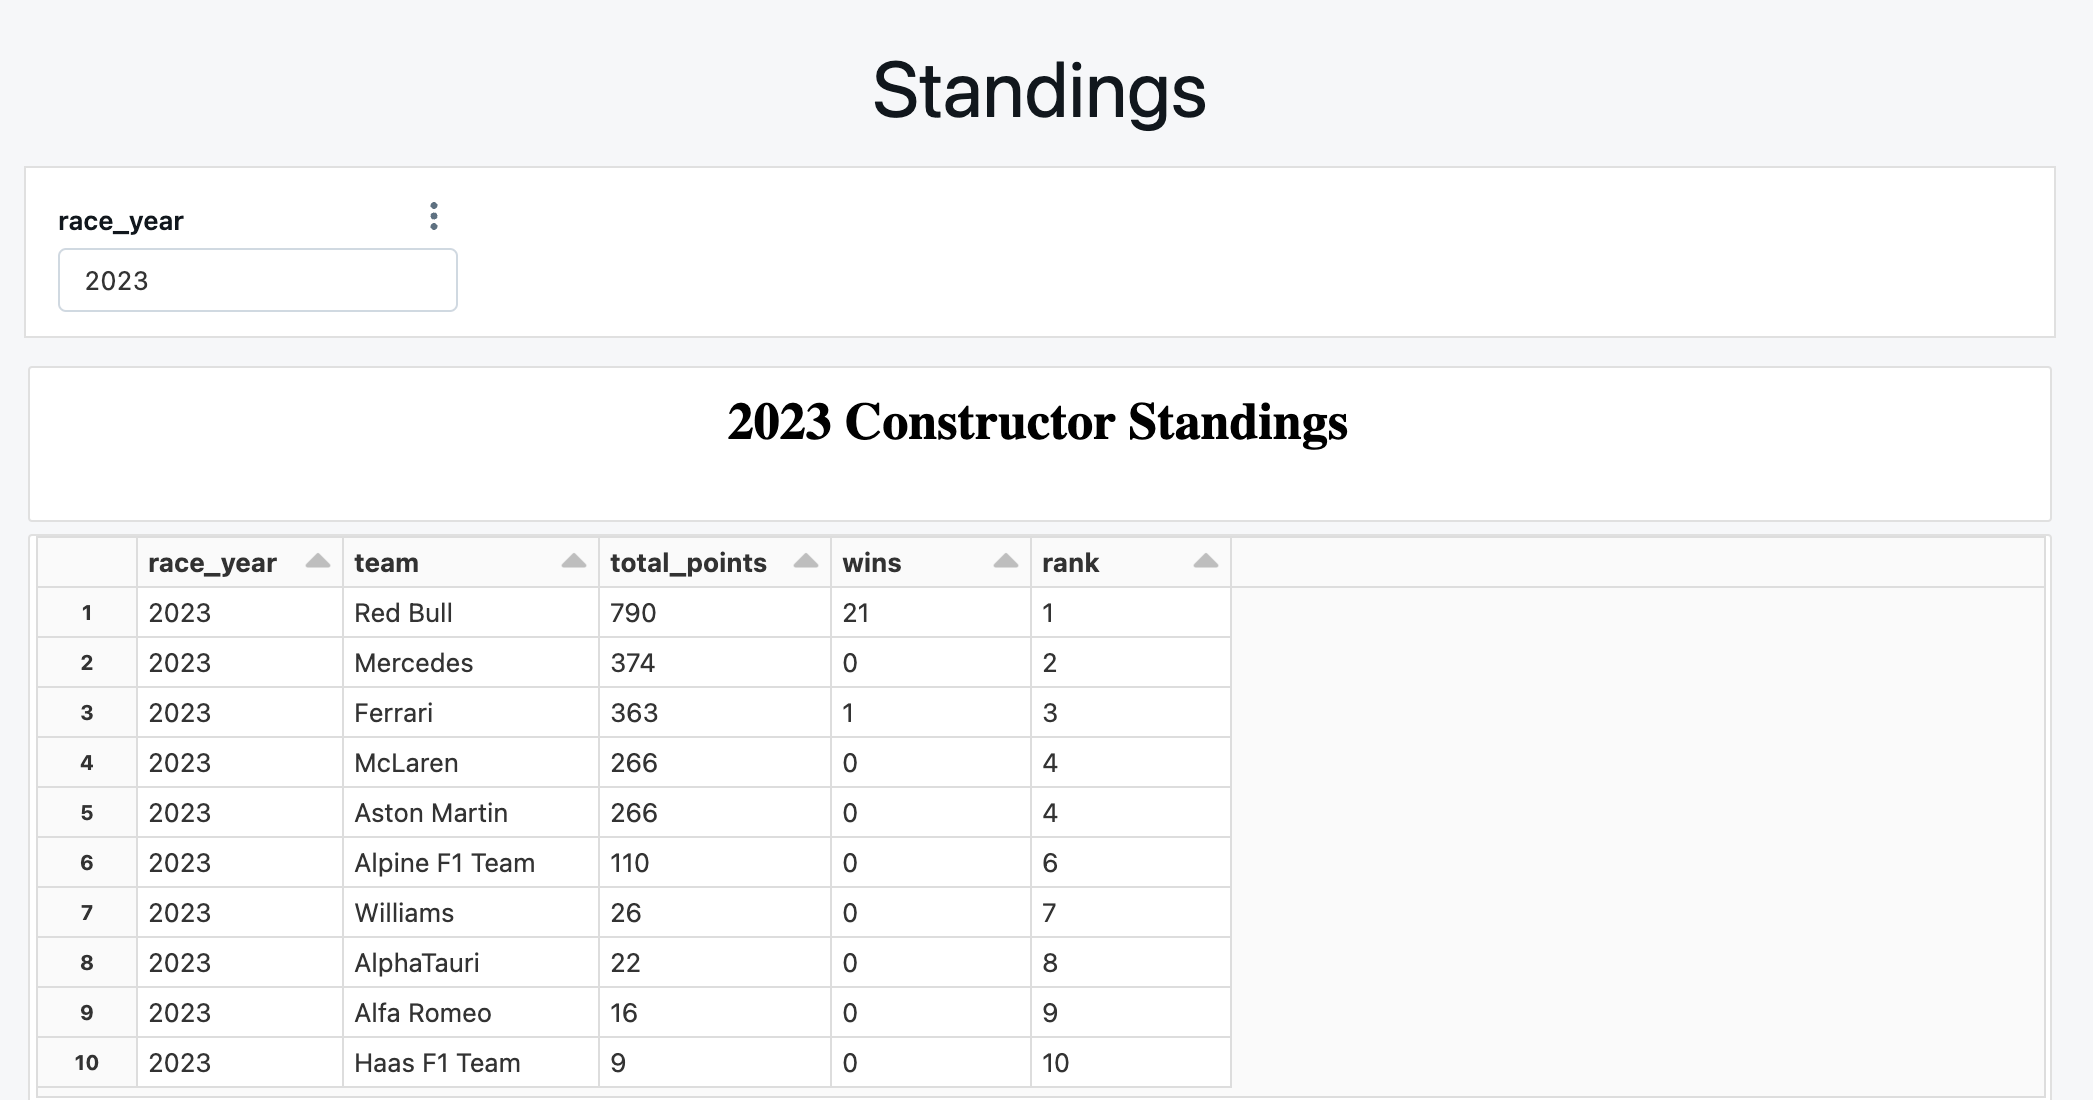 Standings
race_year
2023
2023 Constructor Standings
race_year team total_points wins rank
1 2023 Red Bull 790 21 1
2 2023 Mercedes 374 0 2
3 2023 Ferrari 363 1 3
4 2023 McLaren 266 0 4
5 2023 Aston Martin 266 0 4
6 2023 Alpine F1 Team 110 0 6
7 2023 Williams 26 0 7
8 2023 AlphaTauri 22 0 8
9 2023 Alfa Romeo 16 0 9
10 2023 Haas F1 Team 9 0 10